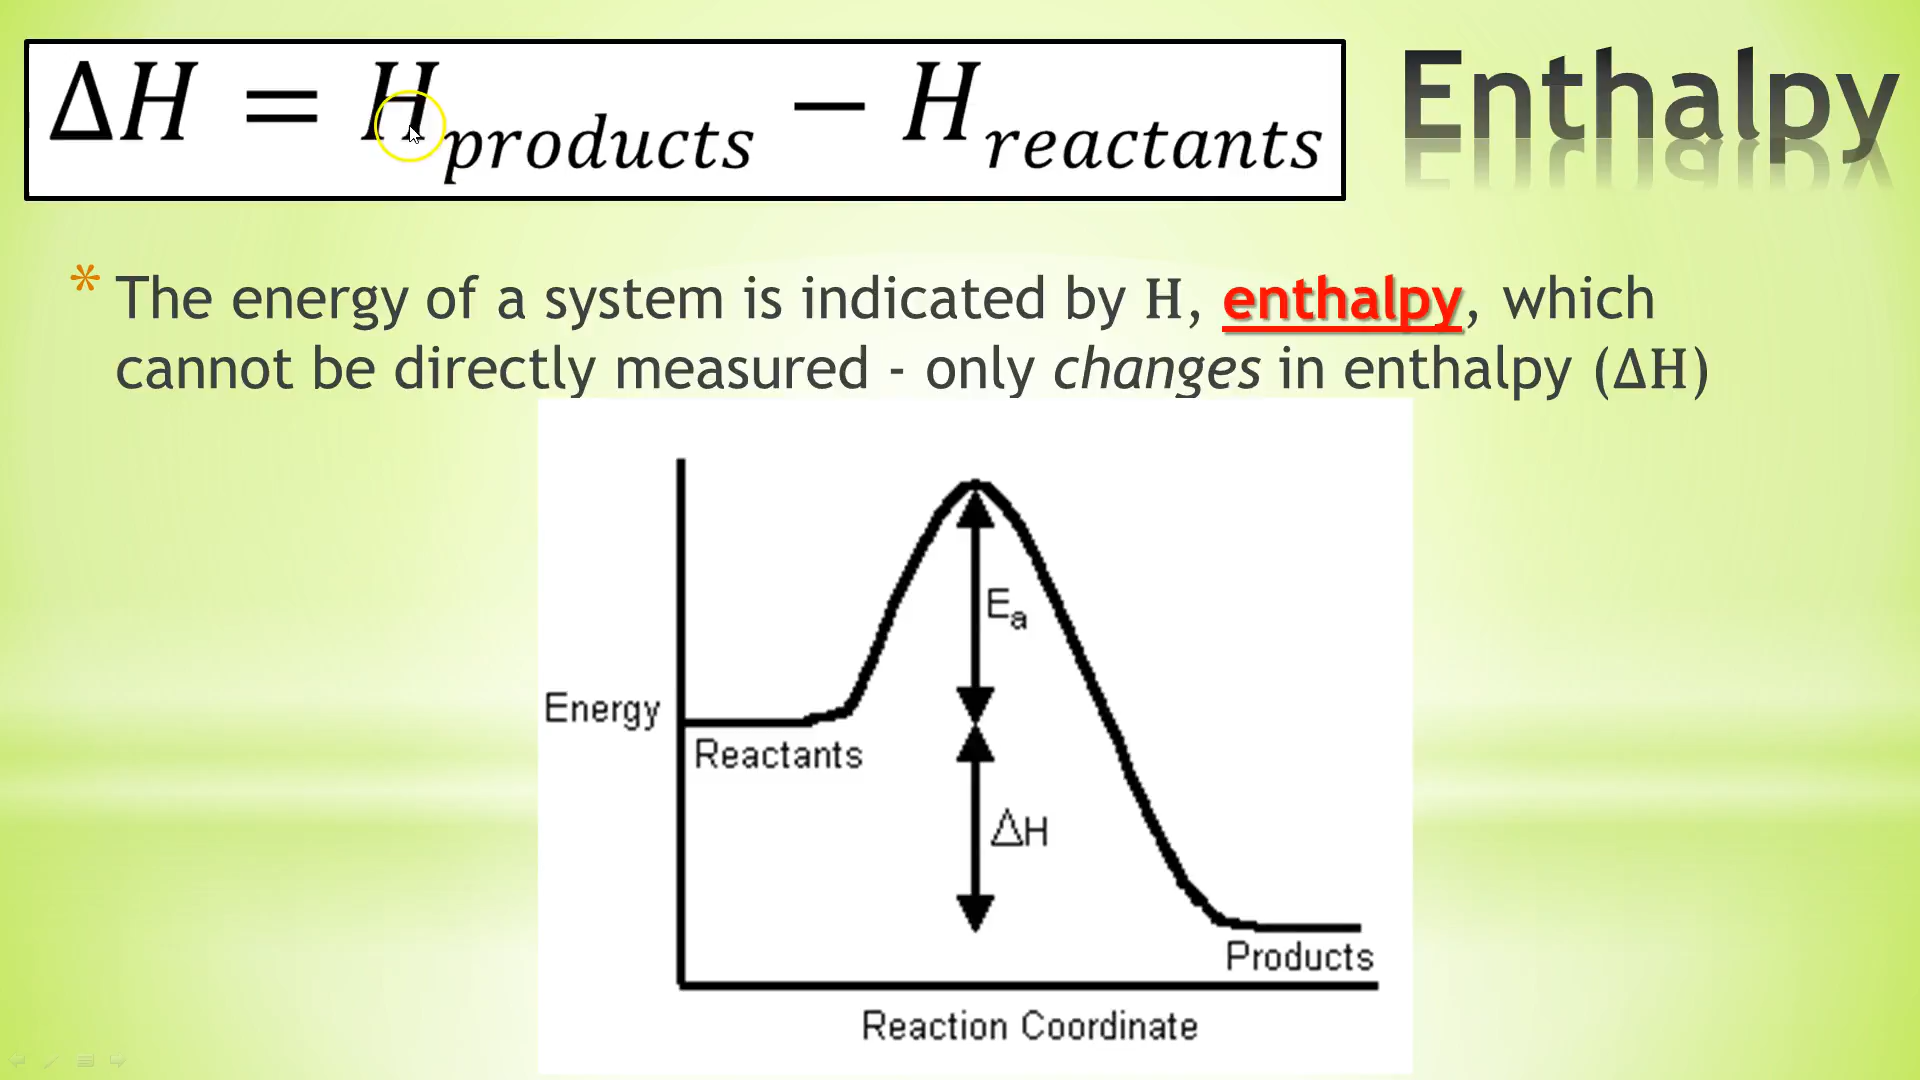 ΔH = H_products − H_reactants
Enthalpy
* The energy of a system is indicated by H, enthalpy, which
cannot be directly measured - only changes in enthalpy (ΔH)
Eₐ
Energy
Reactants
ΔH
Products
Reaction Coordinate